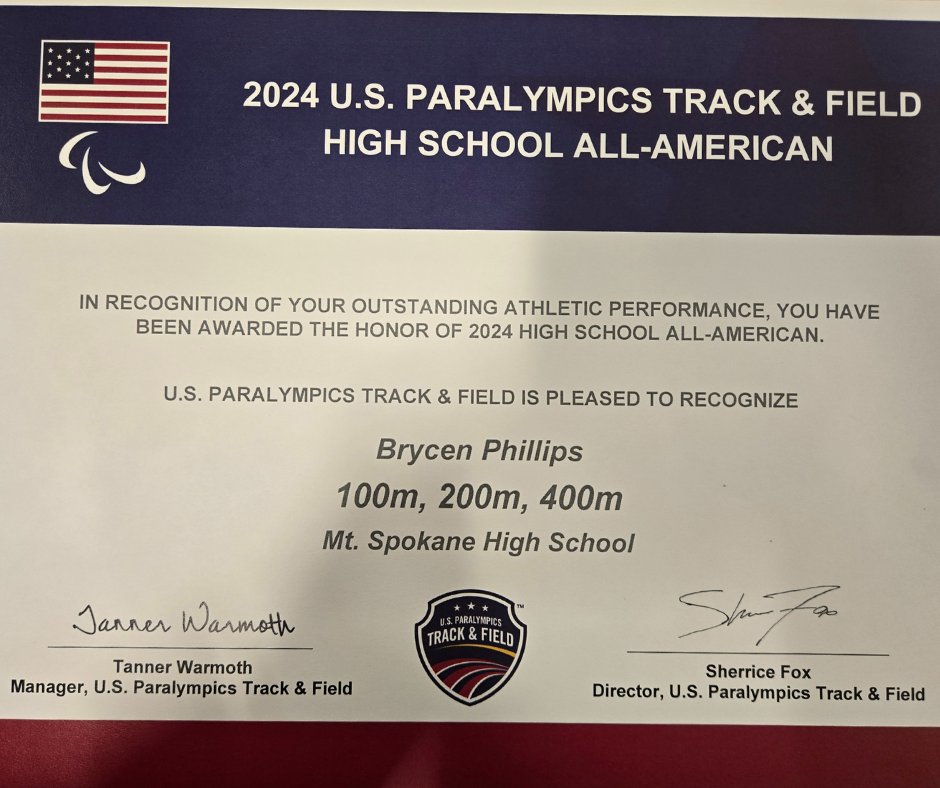 2024 U.S. PARALYMPICS TRACK & FIELD
HIGH SCHOOL ALL-AMERICAN
IN RECOGNITION OF YOUR OUTSTANDING ATHLETIC PERFORMANCE, YOU HAVE
BEEN AWARDED THE HONOR OF 2024 HIGH SCHOOL ALL-AMERICAN.
U.S. PARALYMPICS TRACK & FIELD IS PLEASED TO RECOGNIZE
Brycen Phillips
100m, 200m, 400m
Mt. Spokane High School
Tanner Warmoth
Tanner Warmoth
Manager, U.S. Paralympics Track & Field
U.S. PARALYMPICS
TRACK & FIELD
TM
Sherrice Fox
Director, U.S. Paralympics Track & Field